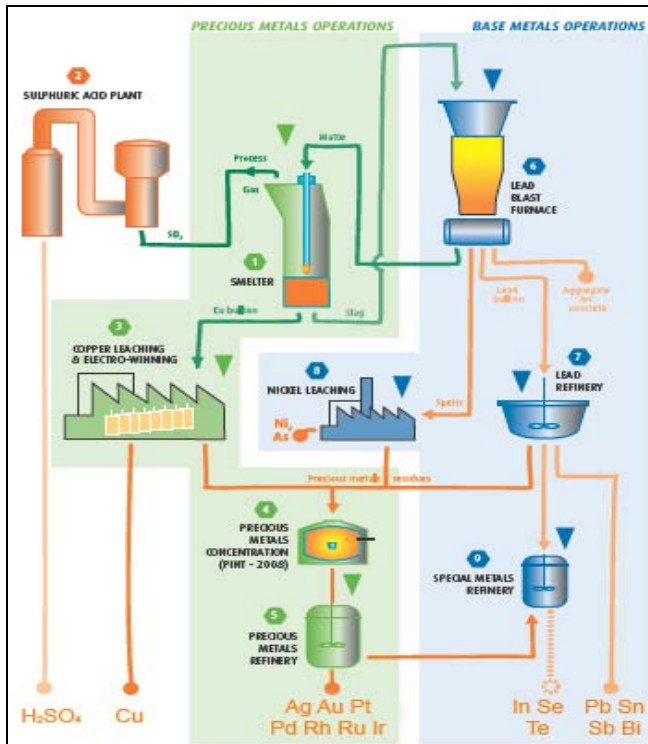 PRECIOUS METALS OPERATIONS
BASE METALS OPERATIONS
2
SULPHURIC ACID PLANT
Process
Gas
SO₂
Matte
1
SMELTER
Cu bullion
Slag
6
LEAD
BLAST
FURNACE
Lead
bullion
Aggregate for
concrete
3
COPPER LEACHING
& ELECTRO-WINNING
8
NICKEL LEACHING
Ni,
As
Speiss
7
LEAD
REFINERY
Precious metals residues
4
PRECIOUS
METALS
CONCENTRATION
(PINT - 2008)
9
SPECIAL METALS
REFINERY
5
PRECIOUS
METALS
REFINERY
H₂SO₄
Cu
Ag Au Pt
Pd Rh Ru Ir
In Se
Te
Pb Sn
Sb Bi